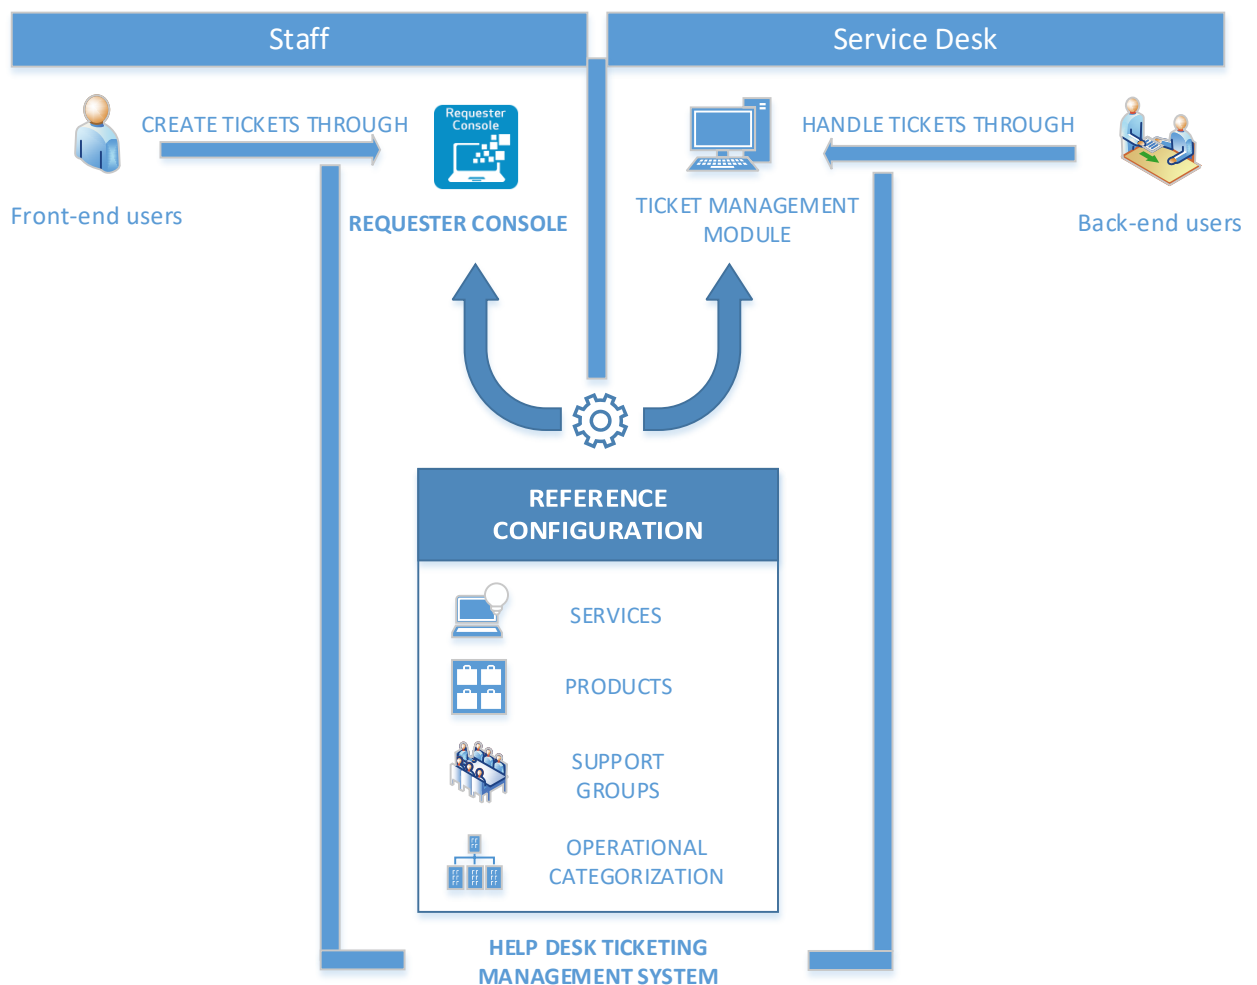 Staff
Service Desk
CREATE TICKETS THROUGH
Requester
Console
HANDLE TICKETS THROUGH
Front-end users
REQUESTER CONSOLE
TICKET MANAGEMENT
MODULE
Back-end users
REFERENCE
CONFIGURATION
SERVICES
PRODUCTS
SUPPORT
GROUPS
OPERATIONAL
CATEGORIZATION
HELP DESK TICKETING
MANAGEMENT SYSTEM